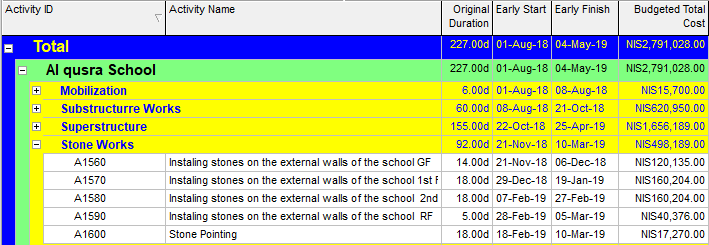 Activity ID Activity Name Original Duration Early Start Early Finish Budgeted Total Cost
Total 227.00d 01-Aug-18 04-May-19 NIS2,791,028.00
Al qusra School 227.00d 01-Aug-18 04-May-19 NIS2,791,028.00
Mobilization 6.00d 01-Aug-18 08-Aug-18 NIS15,700.00
Substructurre Works 60.00d 08-Aug-18 21-Oct-18 NIS620,950.00
Superstructure 155.00d 22-Oct-18 25-Apr-19 NIS1,656,189.00
Stone Works 92.00d 21-Nov-18 10-Mar-19 NIS498,189.00
A1560 Instaling stones on the external walls of the school GF 14.00d 21-Nov-18 06-Dec-18 NIS120,135.00
A1570 Instaling stones on the external walls of the school 1st F 18.00d 29-Dec-18 19-Jan-19 NIS160,204.00
A1580 Instaling stones on the external walls of the school 2nd 18.00d 07-Feb-19 27-Feb-19 NIS160,204.00
A1590 Instaling stones on the external walls of the school RF 5.00d 28-Feb-19 05-Mar-19 NIS40,376.00
A1600 Stone Pointing 18.00d 18-Feb-19 10-Mar-19 NIS17,270.00